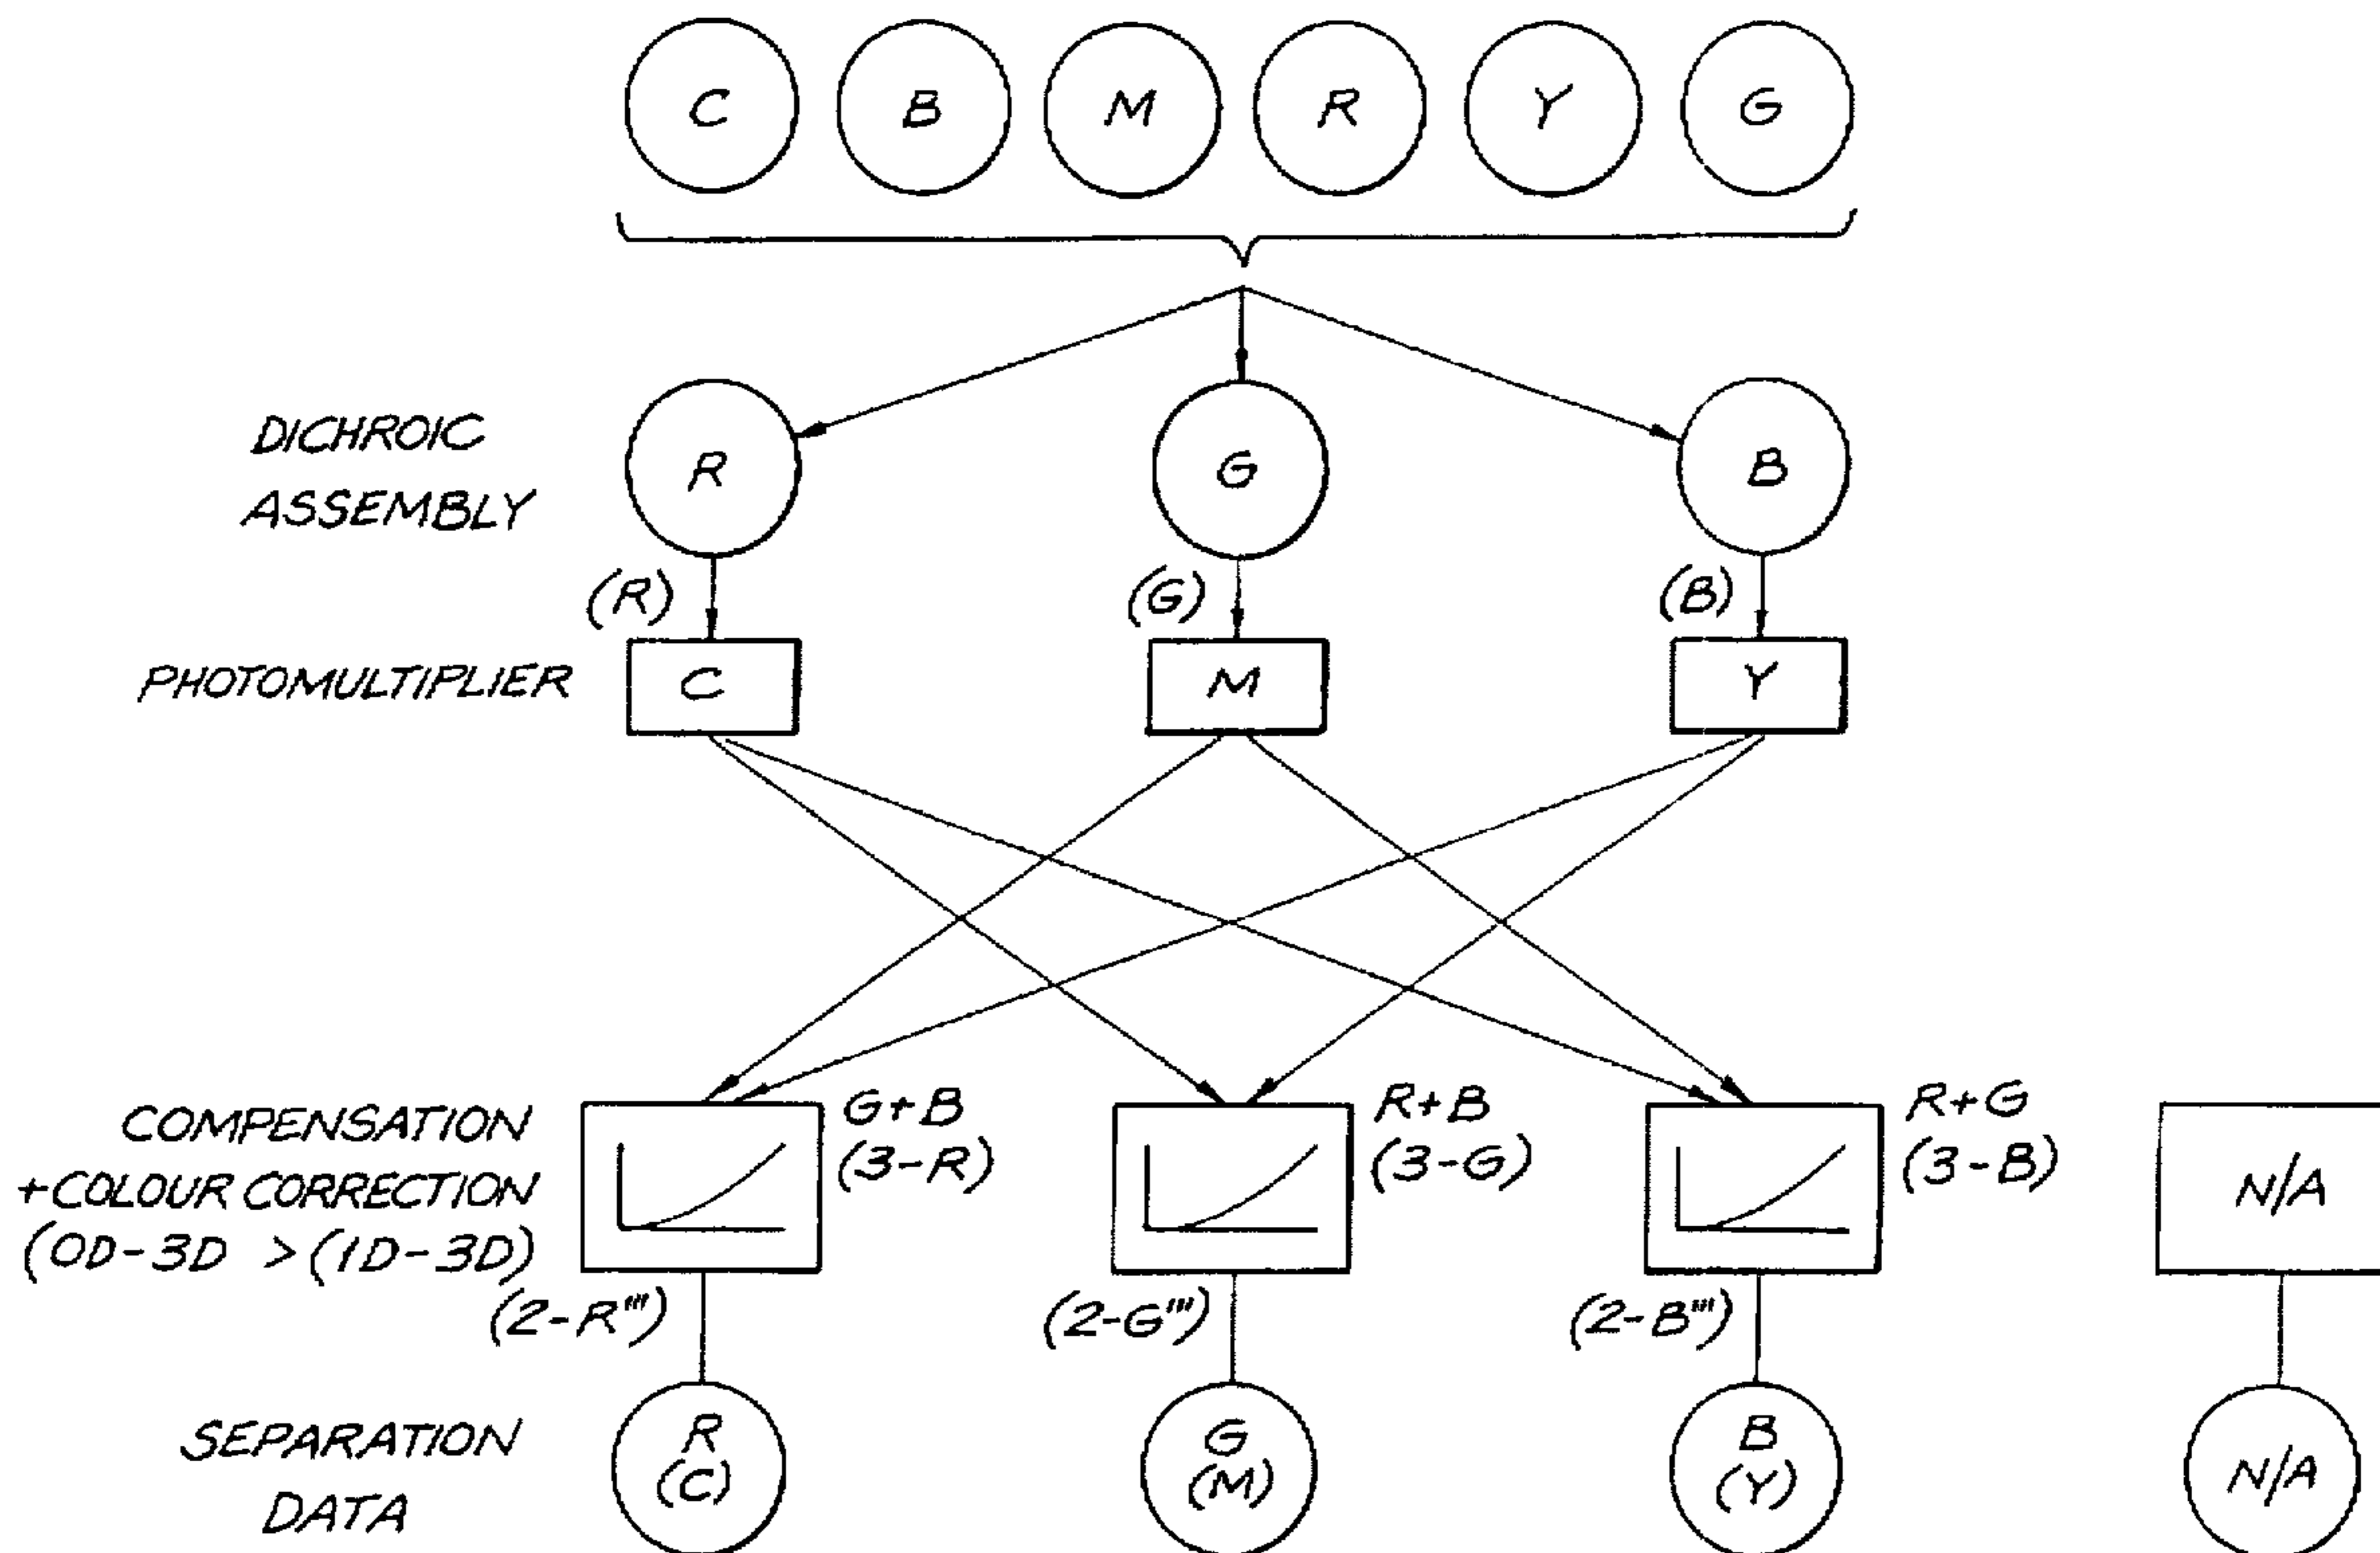 C B M R Y G
DICHROIC
ASSEMBLY
R G B
(R) (G) (B)
PHOTOMULTIPLIER
C M Y
COMPENSATION
+COLOUR CORRECTION
(0D-3D >(1D-3D)
G+B
(3-R)
R+B
(3-G)
R+G
(3-B)
N/A
(2-R''') (2-G''') (2-B''')
SEPARATION
DATA
R
(C)
G
(M)
B
(Y)
N/A